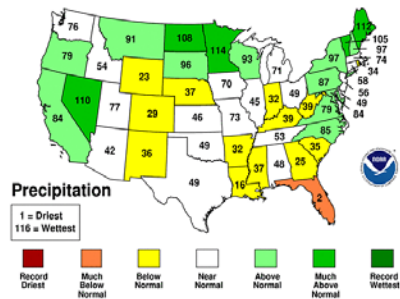 76
91
108
114
112
79
54
96
93
71
97
105
97
74
34
23
37
70
87
58
56
49
84
84
110
77
29
46
73
45
32
49
39
39
79
42
36
49
32
53
85
35
49
16
37
48
25
2
Precipitation
1 = Driest
116 = Wettest
NOAA
Record
Driest
Much
Below
Normal
Below
Normal
Near
Normal
Above
Normal
Much
Above
Normal
Record
Wettest